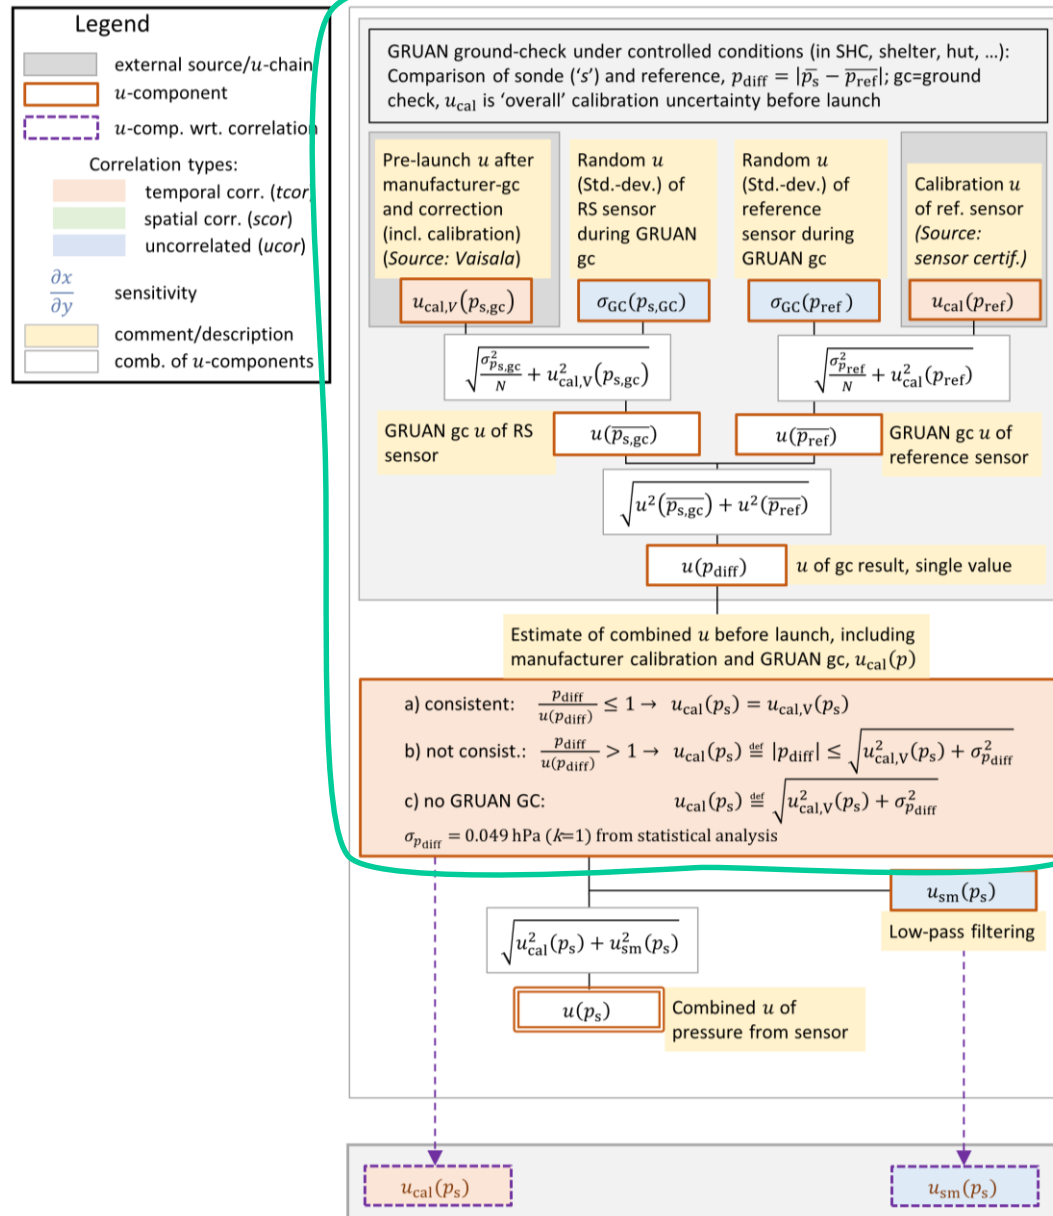 Legend
external source/u-chain
u-component
u-comp. wrt. correlation
Correlation types:
temporal corr. (tcor)
spatial corr. (scor)
uncorrelated (ucor)
∂x/∂y sensitivity
comment/description
comb. of u-components
GRUAN ground-check under controlled conditions (in SHC, shelter, hut, …):
Comparison of sonde (‘s’) and reference, p_diff = |p̅_s − p̅_ref|; gc=ground
check, u_cal is ‘overall’ calibration uncertainty before launch
Pre-launch u after
manufacturer-gc
and correction
(incl. calibration)
(Source: Vaisala)
u_cal,V(p_s,gc)
Random u
(Std.-dev.) of
RS sensor
during GRUAN
gc
σ_GC(p_s,GC)
Random u
(Std.-dev.) of
reference
sensor during
GRUAN gc
σ_GC(p_ref)
Calibration u
of ref. sensor
(Source:
sensor certif.)
u_cal(p_ref)
√(σ²_p_s,gc/N + u²_cal,V(p_s,gc))
√(σ²_p_ref/N + u²_cal(p_ref))
GRUAN gc u of RS
sensor
u(p̅_s,gc)
u(p̅_ref)
GRUAN gc u of
reference sensor
√(u²(p̅_s,gc) + u²(p̅_ref))
u(p_diff)
u of gc result, single value
Estimate of combined u before launch, including
manufacturer calibration and GRUAN gc, u_cal(p)
a) consistent: p_diff/u(p_diff) ≤ 1 → u_cal(p_s) = u_cal,V(p_s)
b) not consist.: p_diff/u(p_diff) > 1 → u_cal(p_s) ≝ |p_diff| ≤ √(u²_cal,V(p_s) + σ²_p_diff)
c) no GRUAN GC: u_cal(p_s) ≝ √(u²_cal,V(p_s) + σ²_p_diff)
σ_p_diff = 0.049 hPa (k=1) from statistical analysis
u_sm(p_s)
Low-pass filtering
√(u²_cal(p_s) + u²_sm(p_s))
u(p_s)
Combined u of
pressure from sensor
u_cal(p_s)
u_sm(p_s)